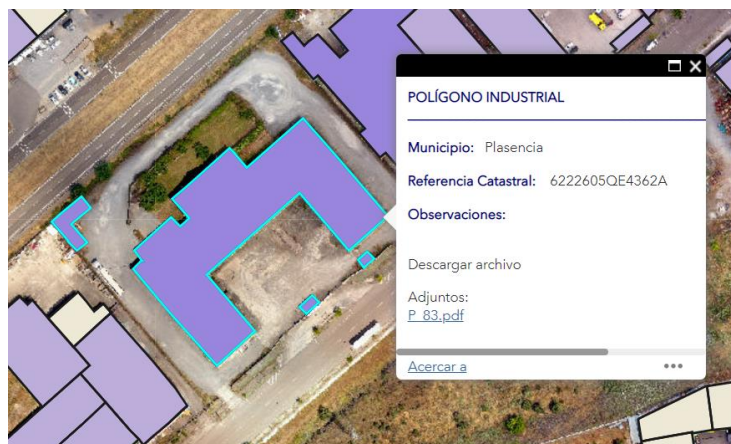 POLÍGONO INDUSTRIAL
Municipio: Plasencia
Referencia Catastral: 6222605QE4362A
Observaciones:
Descargar archivo
Adjuntos:
P_83.pdf
Acercar a